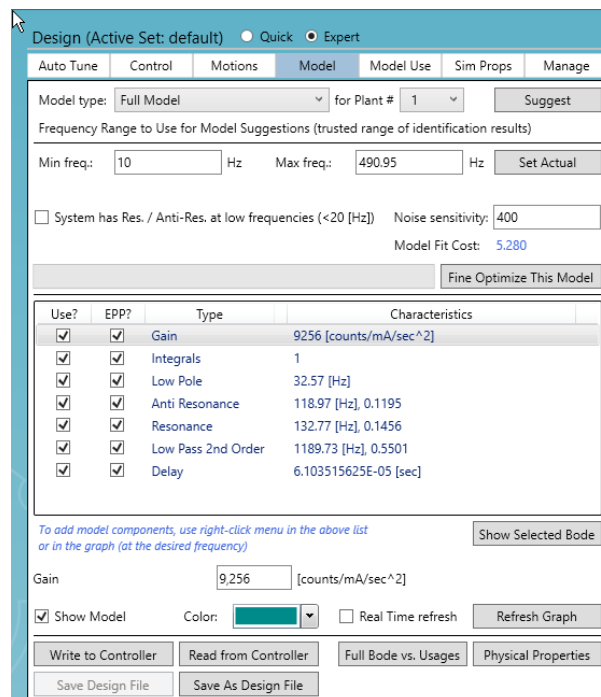 Design (Active Set: default) Quick Expert
Auto Tune Control Motions Model Model Use Sim Props Manage
Model type: Full Model for Plant # 1 Suggest
Frequency Range to Use for Model Suggestions (trusted range of identification results)
Min freq.: 10 Hz Max freq.: 490.95 Hz Set Actual
System has Res. / Anti-Res. at low frequencies (<20 [Hz]) Noise sensitivity: 400
Model Fit Cost: 5.280
Fine Optimize This Model
Use? EPP? Type Characteristics
Gain 9256 [counts/mA/sec^2]
Integrals 1
Low Pole 32.57 [Hz]
Anti Resonance 118.97 [Hz], 0.1195
Resonance 132.77 [Hz], 0.1456
Low Pass 2nd Order 1189.73 [Hz], 0.5501
Delay 6.103515625E-05 [sec]
To add model components, use right-click menu in the above list
or in the graph (at the desired frequency)
Show Selected Bode
Gain 9,256 [counts/mA/sec^2]
Show Model Color: Real Time refresh Refresh Graph
Write to Controller Read from Controller Full Bode vs. Usages Physical Properties
Save Design File Save As Design File